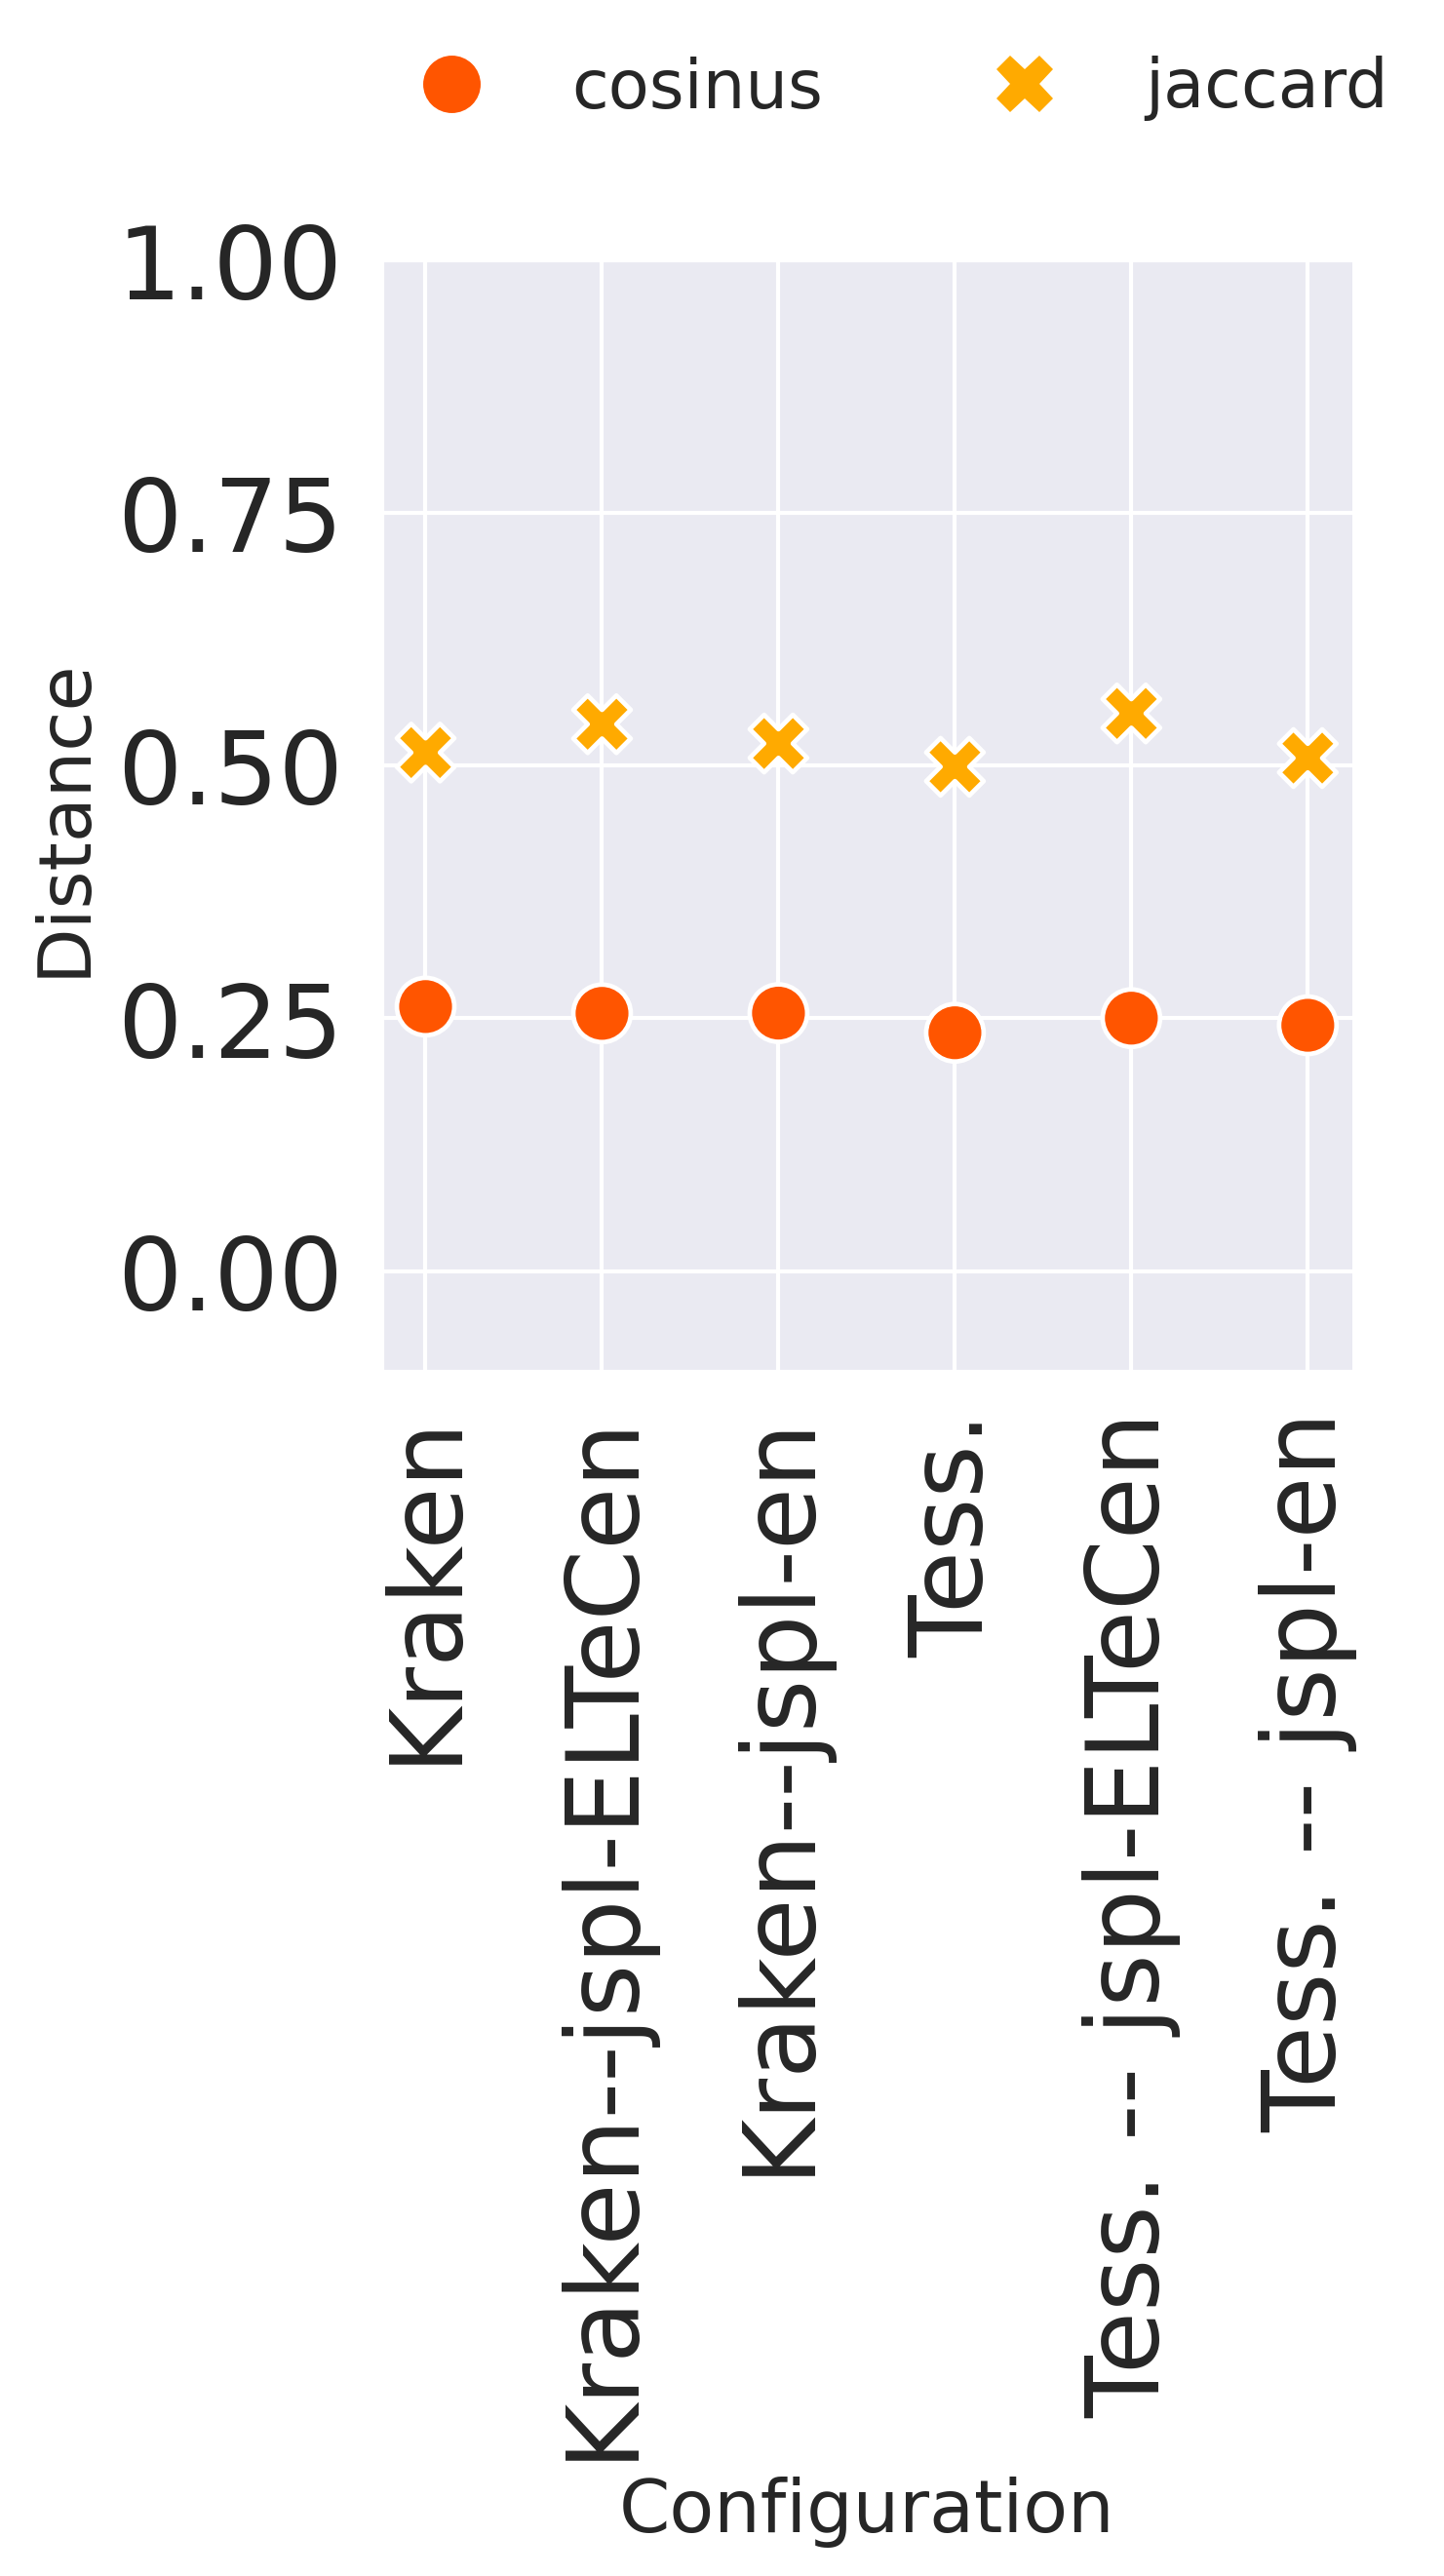 cosinus jaccard
1.00
0.75
0.50
0.25
0.00
Distance
Kraken
Kraken--jspl-ELTeCen
Kraken--jspl-en
Tess.
Tess. -- jspl-ELTeCen
Tess. -- jspl-en
Configuration